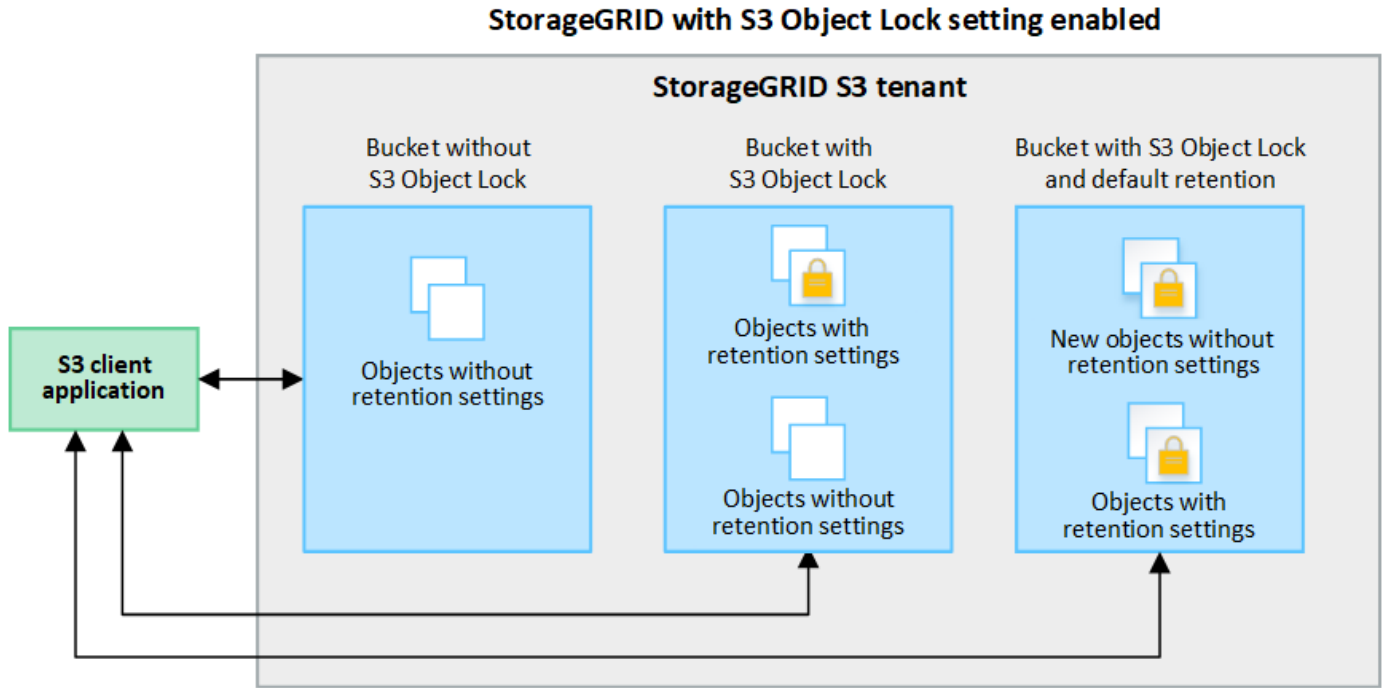 StorageGRID with S3 Object Lock setting enabled
StorageGRID S3 tenant
Bucket without
S3 Object Lock
Bucket with
S3 Object Lock
Bucket with S3 Object Lock
and default retention
S3 client
application
Objects without
retention settings
Objects with
retention settings
Objects without
retention settings
New objects without
retention settings
Objects with
retention settings